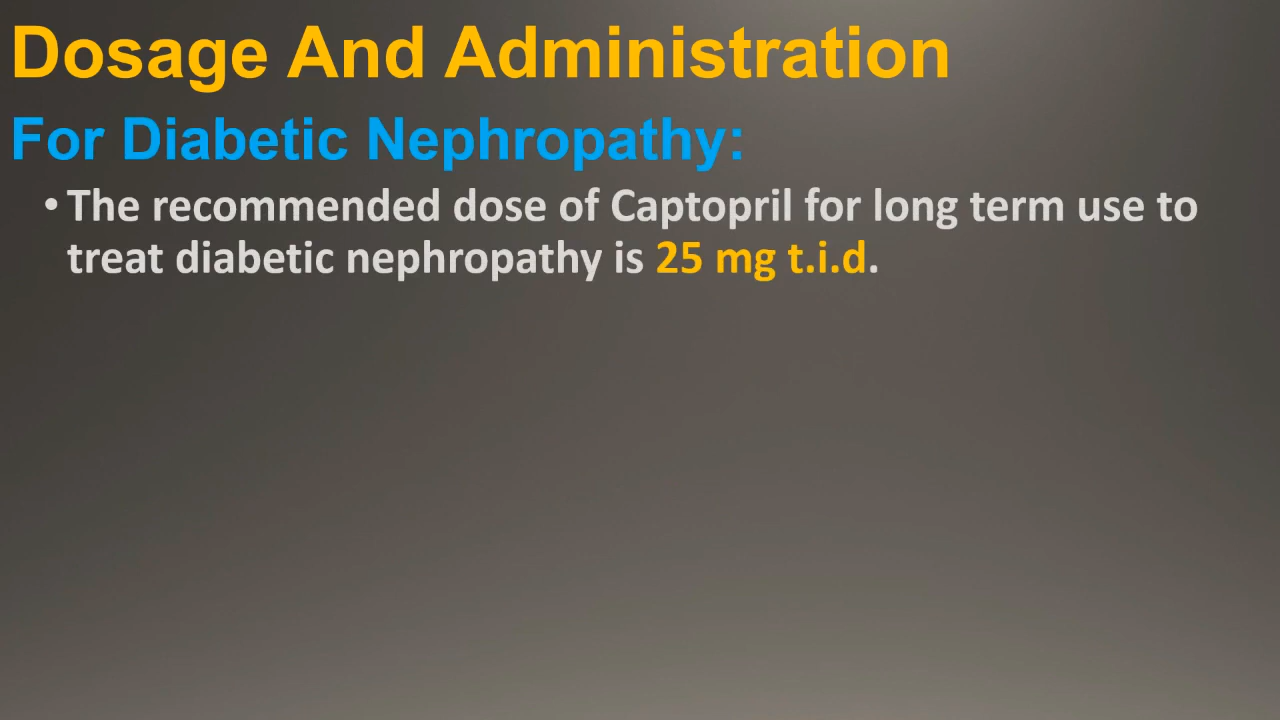 Dosage And Administration
For Diabetic Nephropathy:
• The recommended dose of Captopril for long term use to
treat diabetic nephropathy is 25 mg t.i.d.